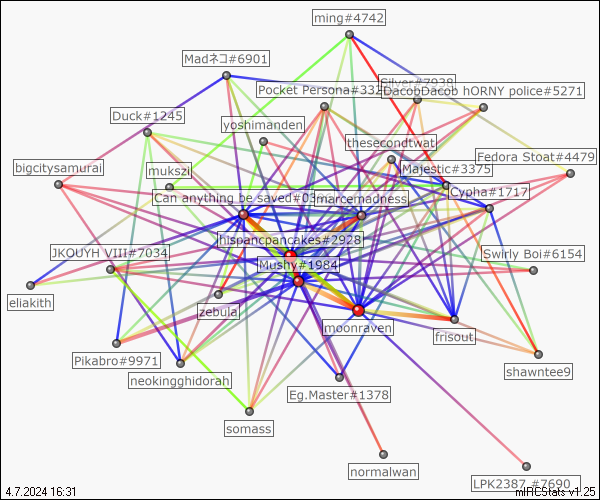 ming#4742
Madネコ#6901
Silver#7938
Pocket Persona#332
DacobDacob hORNY police#5271
Duck#1245
yoshimanden
thesecondtwat
Fedora Stoat#4479
bigcitysamurai
mukszi
Majestic#3375
Can anything be saved#03
marcemadness
Cypha#1717
hispancpancakes#2928
JKOUYH VIII#7034
Swirly Boi#6154
Mushy#1984
eliakith
zebula
moonraven
frisout
Pikabro#9971
neokingghidorah
shawntee9
Eg.Master#1378
somass
normalwan
LPK2387_#7690
4.7.2024 16:31
mIRCStats v1.25